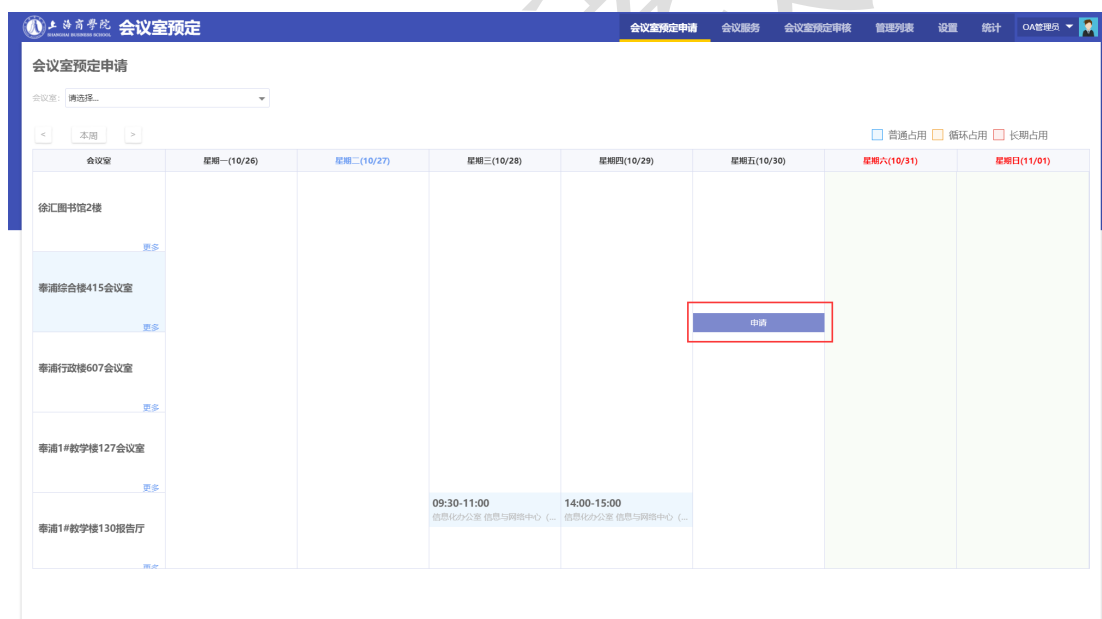 上海商学院 会议室预定
SHANGHAI BUSINESS SCHOOL
会议室预定申请 会议服务 会议室预定审核 管理列表 设置 统计 OA管理员
会议室预定申请
会议室: 请选择...
< 本周 > 普通占用 循环占用 长期占用
会议室 星期一(10/26) 星期二(10/27) 星期三(10/28) 星期四(10/29) 星期五(10/30) 星期六(10/31) 星期日(11/01)
徐汇图书馆2楼
更多
奉浦综合楼415会议室
申请
更多
奉浦行政楼607会议室
更多
奉浦1#教学楼127会议室
更多
09:30-11:00 14:00-15:00
信息化办公室 信息与网络中心 (... 信息化办公室 信息与网络中心 (...
奉浦1#教学楼130报告厅
更多